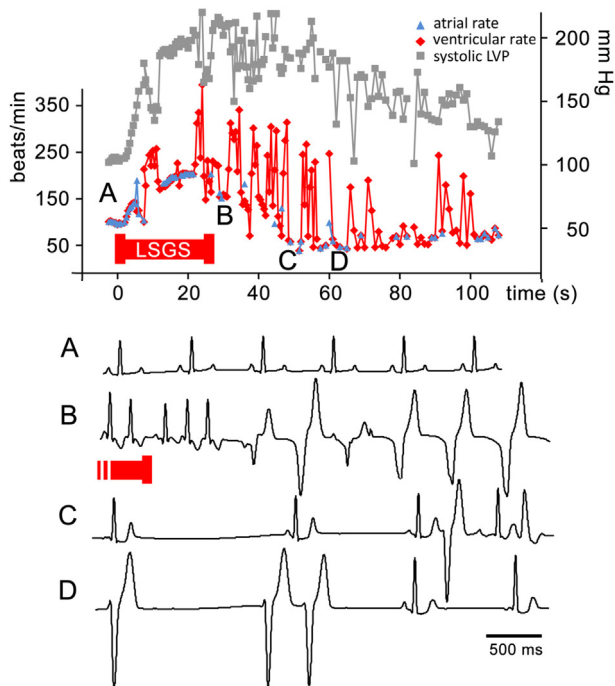 atrial rate
ventricular rate
systolic LVP
beats/min
350
250
200
150
50
A
B
C
D
LSGS
200
150
100
50
mm Hg
0 20 40 60 80 100 time (s)
A
B
C
D
500 ms